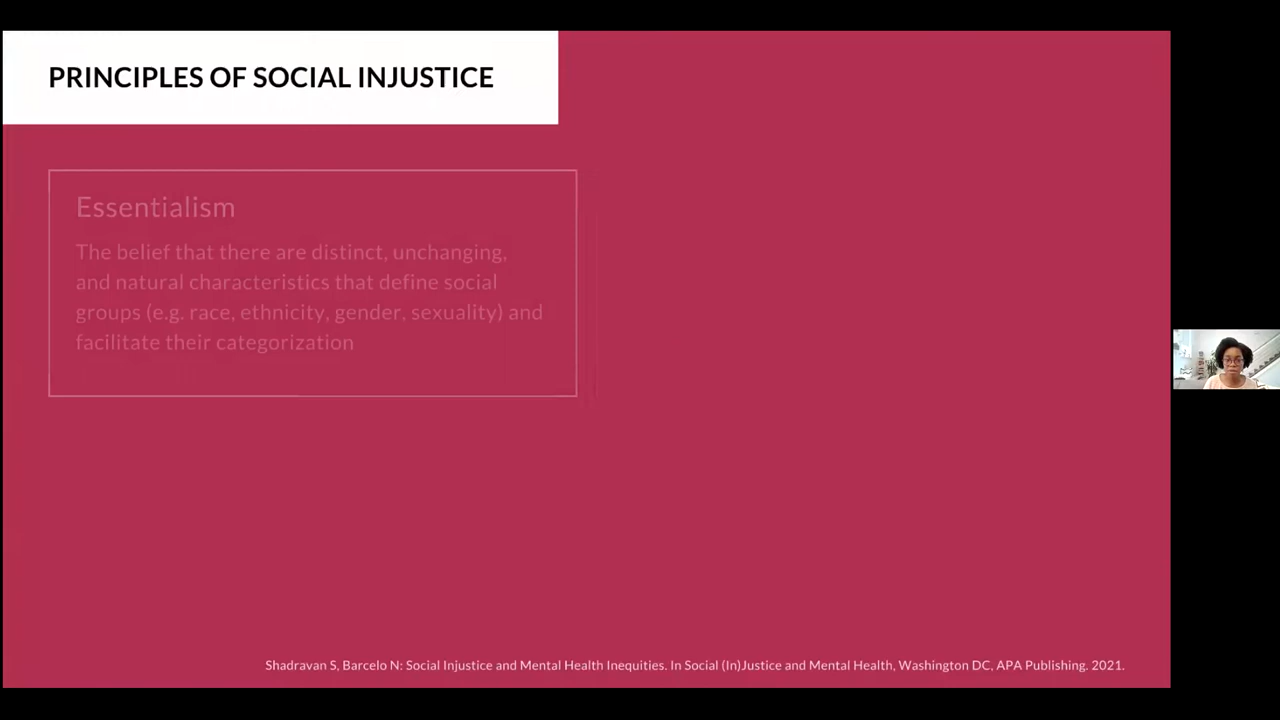 PRINCIPLES OF SOCIAL INJUSTICE
Essentialism
The belief that there are distinct, unchanging,
and natural characteristics that define social
groups (e.g. race, ethnicity, gender, sexuality) and
facilitate their categorization
Shadravan S, Barcelo N: Social Injustice and Mental Health Inequities. In Social (In)Justice and Mental Health, Washington DC, APA Publishing. 2021.